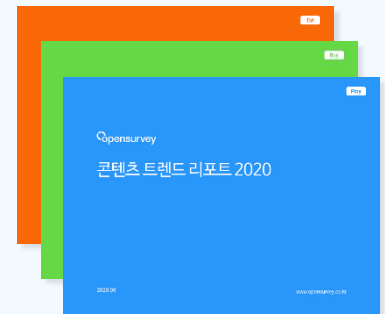 Eat
Buy
Play
opensurvey
콘텐츠 트렌드 리포트 2020
2020.08
www.opensurvey.co.kr